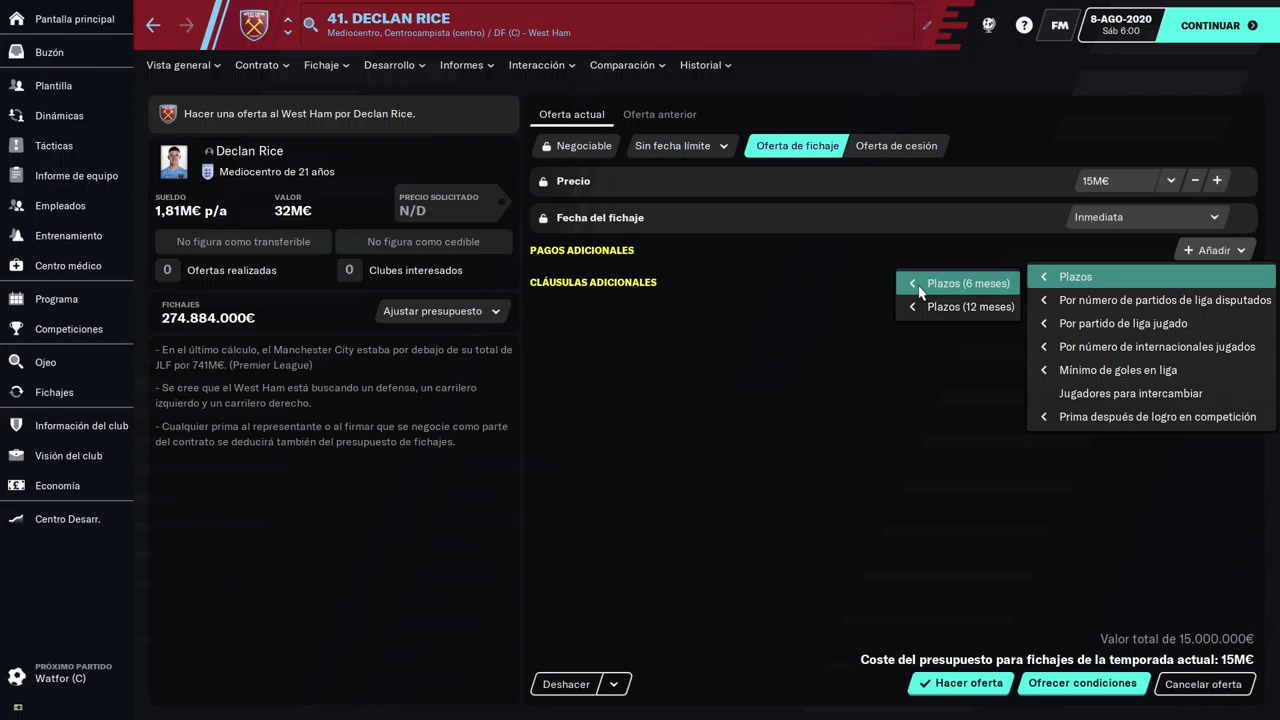 Pantalla principal
Buzón
Plantilla
Dinámicas
Tácticas
Informe de equipo
Empleados
Entrenamiento
Centro médico
Programa
Competiciones
Ojeo
Fichajes
Información del club
Visión del club
Economía
Centro Desarr.
PRÓXIMO PARTIDO
Watfor (C)
41. DECLAN RICE
Mediocentro, Centrocampista (centro) / DF (C) - West Ham
FM
8-AGO-2020
Sáb 6:00
CONTINUAR
Vista general
Contrato
Fichaje
Desarrollo
Informes
Interacción
Comparación
Historial
Hacer una oferta al West Ham por Declan Rice.
Declan Rice
Mediocentro de 21 años
SUELDO
1,81M€ p/a
VALOR
32M€
PRECIO SOLICITADO
N/D
No figura como transferible
No figura como cedible
0 Ofertas realizadas
0 Clubes interesados
FICHAJES
274.884.000€
Ajustar presupuesto
- En el último cálculo, el Manchester City estaba por debajo de su total de
JLF por 741M€. (Premier League)
- Se cree que el West Ham está buscando un defensa, un carrilero
izquierdo y un carrilero derecho.
- Cualquier prima al representante o al firmar que se negocie como parte
del contrato se deducirá también del presupuesto de fichajes.
Oferta actual
Oferta anterior
Negociable
Sin fecha límite
Oferta de fichaje
Oferta de cesión
Precio
15M€
Fecha del fichaje
Inmediata
PAGOS ADICIONALES
+ Añadir
CLÁUSULAS ADICIONALES
Plazos (6 meses)
Plazos (12 meses)
Plazos
Por número de partidos de liga disputados
Por partido de liga jugado
Por número de internacionales jugados
Mínimo de goles en liga
Jugadores para intercambiar
Prima después de logro en competición
Valor total de 15.000.000€
Coste del presupuesto para fichajes de la temporada actual: 15M€
Deshacer
Hacer oferta
Ofrecer condiciones
Cancelar oferta